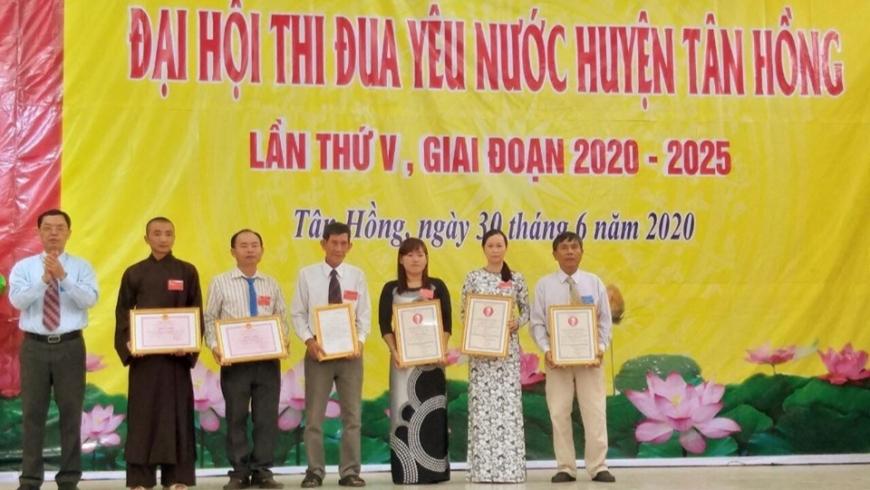 ĐẠI HỘI THI ĐUA YÊU NƯỚC HUYỆN TÂN HỒNG
LẦN THỨ V , GIAI ĐOẠN 2020 - 2025
Tân Hồng, ngày 30 tháng 6 năm 2020